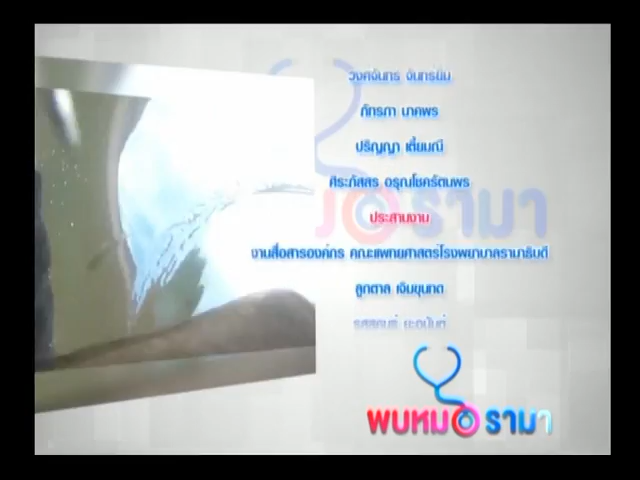 วงศจันทร จันทรยิ้ม
ภัทรภา นาคพร
ปริญญา เตี้ยมณี
ศิระภัสสร อรุณโชครัตนพร
ประสานงาน
งานสื่อสารองค์กร คณะแพทยศาสตร์โรงพยาบาลรามาธิบดี
ลูกตาล เจิมขุนทด
พบหมอรามา